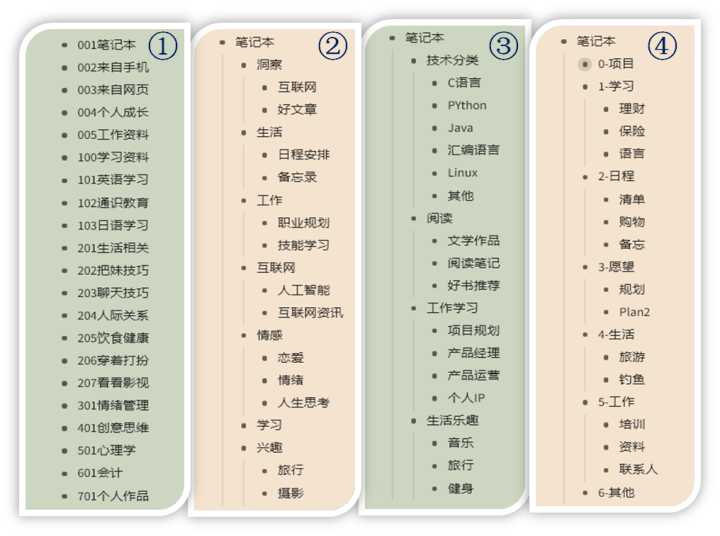 ①
001笔记本
002来自手机
003来自网页
004个人成长
005工作资料
100学习资料
101英语学习
102通识教育
103日语学习
201生活相关
202把妹技巧
203聊天技巧
204人际关系
205饮食健康
206穿着打扮
207看看影视
301情绪管理
401创意思维
501心理学
601会计
701个人作品
②
笔记本
洞察
互联网
好文章
生活
日程安排
备忘录
工作
职业规划
技能学习
互联网
人工智能
互联网资讯
情感
恋爱
情绪
人生思考
学习
兴趣
旅行
摄影
③
笔记本
技术分类
C语言
PYthon
Java
汇编语言
Linux
其他
阅读
文学作品
阅读笔记
好书推荐
工作学习
项目规划
产品经理
产品运营
个人IP
生活乐趣
音乐
旅行
健身
④
笔记本
0-项目
1-学习
理财
保险
语言
2-日程
清单
购物
备忘
3-愿望
规划
Plan2
4-生活
旅游
钓鱼
5-工作
培训
资料
联系人
6-其他